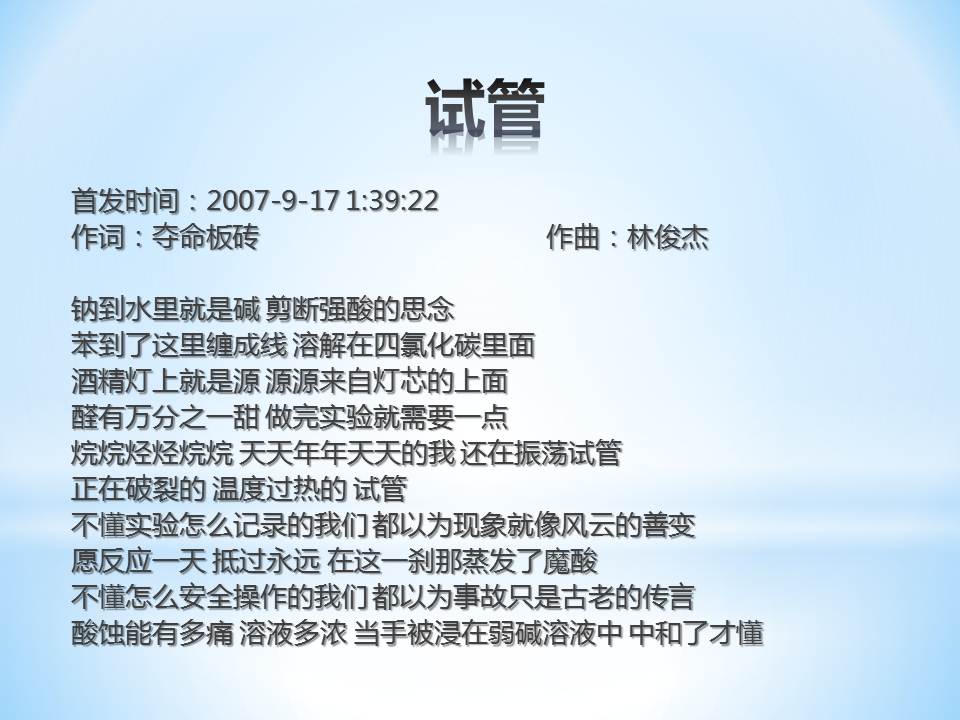 试管
首发时间：2007-9-17 1:39:22
作词：夺命板砖 作曲：林俊杰
钠到水里就是碱 剪断强酸的思念
苯到了这里缠成线 溶解在四氯化碳里面
酒精灯上就是源 源源来自灯芯的上面
醛有万分之一甜 做完实验就需要一点
烷烷烃烃烷烷 天天年年天天的我 还在振荡试管
正在破裂的 温度过热的 试管
不懂实验怎么记录的我们 都以为现象就像风云的善变
愿反应一天 抵过永远 在这一刹那蒸发了魔酸
不懂怎么安全操作的我们 都以为事故只是古老的传言
酸蚀能有多痛 溶液多浓 当手被浸在弱碱溶液中 中和了才懂